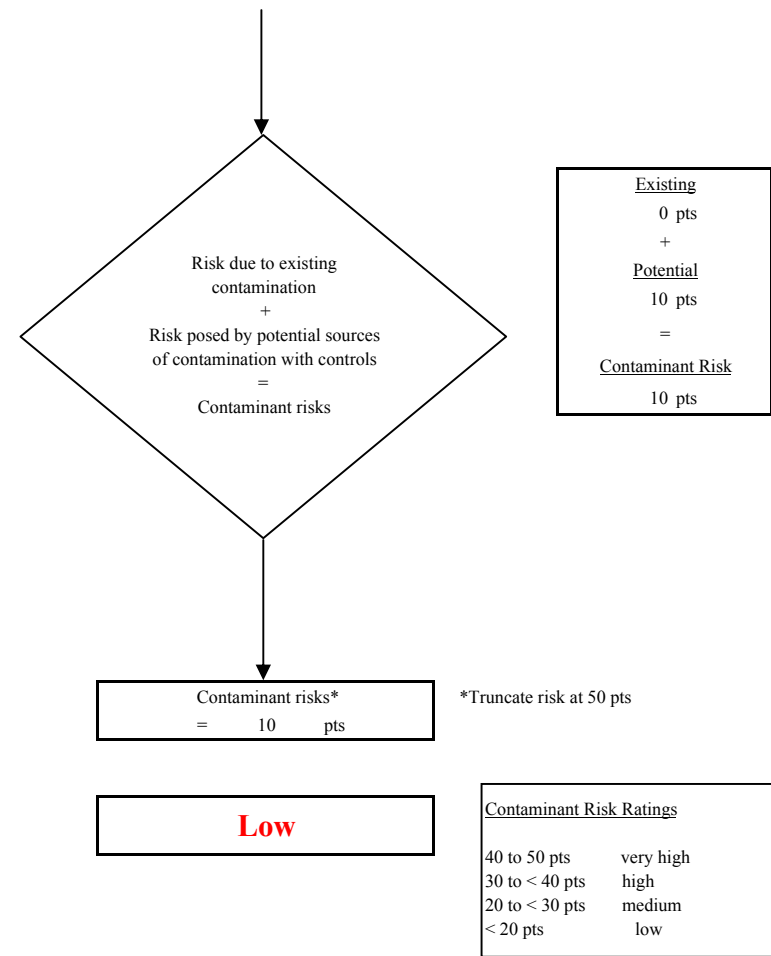 Risk due to existing
contamination
+
Risk posed by potential sources
of contamination with controls
=
Contaminant risks
Existing
0 pts
+
Potential
10 pts
=
Contaminant Risk
10 pts
Contaminant risks*
= 10 pts
*Truncate risk at 50 pts
Low
Contaminant Risk Ratings
40 to 50 pts very high
30 to < 40 pts high
20 to < 30 pts medium
< 20 pts low